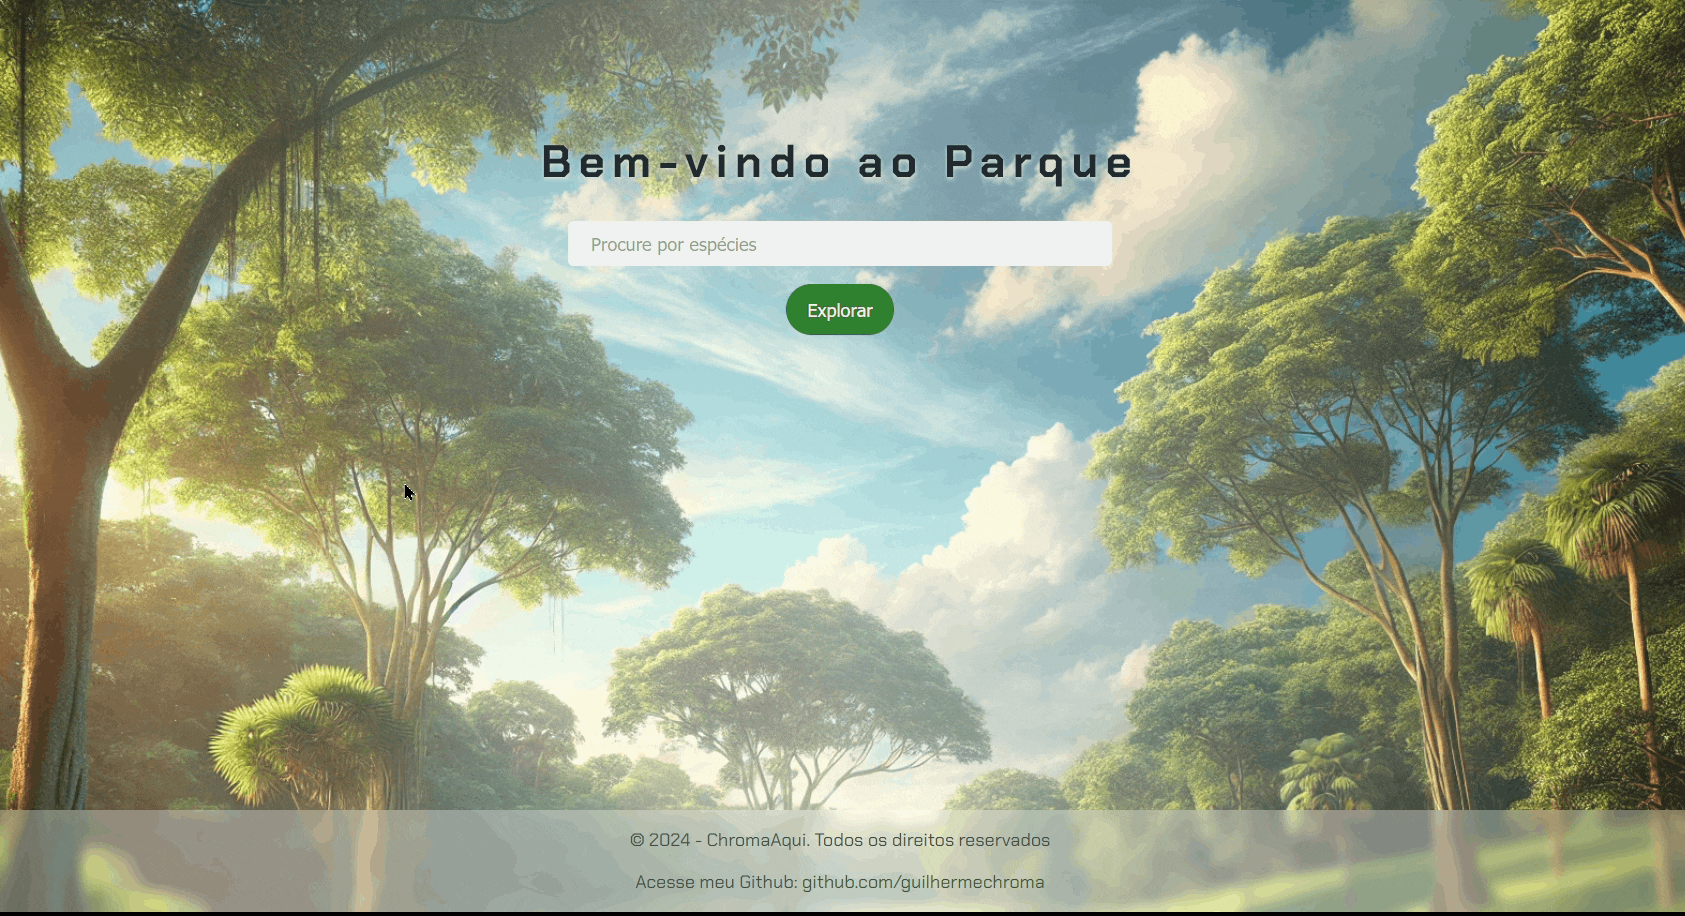 Bem-vindo ao Parque
Procure por espécies
Explorar
© 2024 - ChromaAqui. Todos os direitos reservados
Acesse meu Github: github.com/guilhermechroma